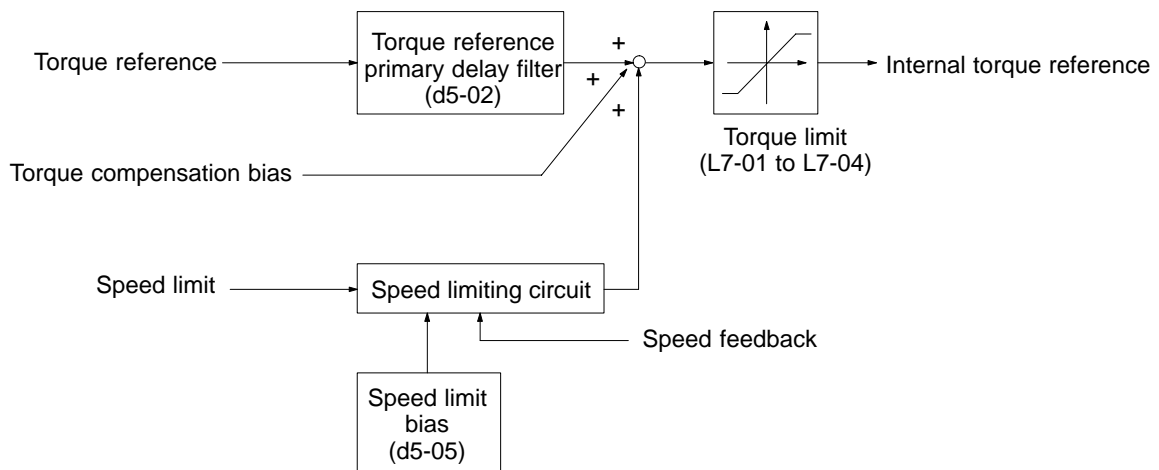 Torque reference
Torque reference
primary delay filter
(d5-02)
+
+
+
Internal torque reference
Torque limit
(L7-01 to L7-04)
Torque compensation bias
Speed limit
Speed limiting circuit
Speed feedback
Speed limit
bias
(d5-05)